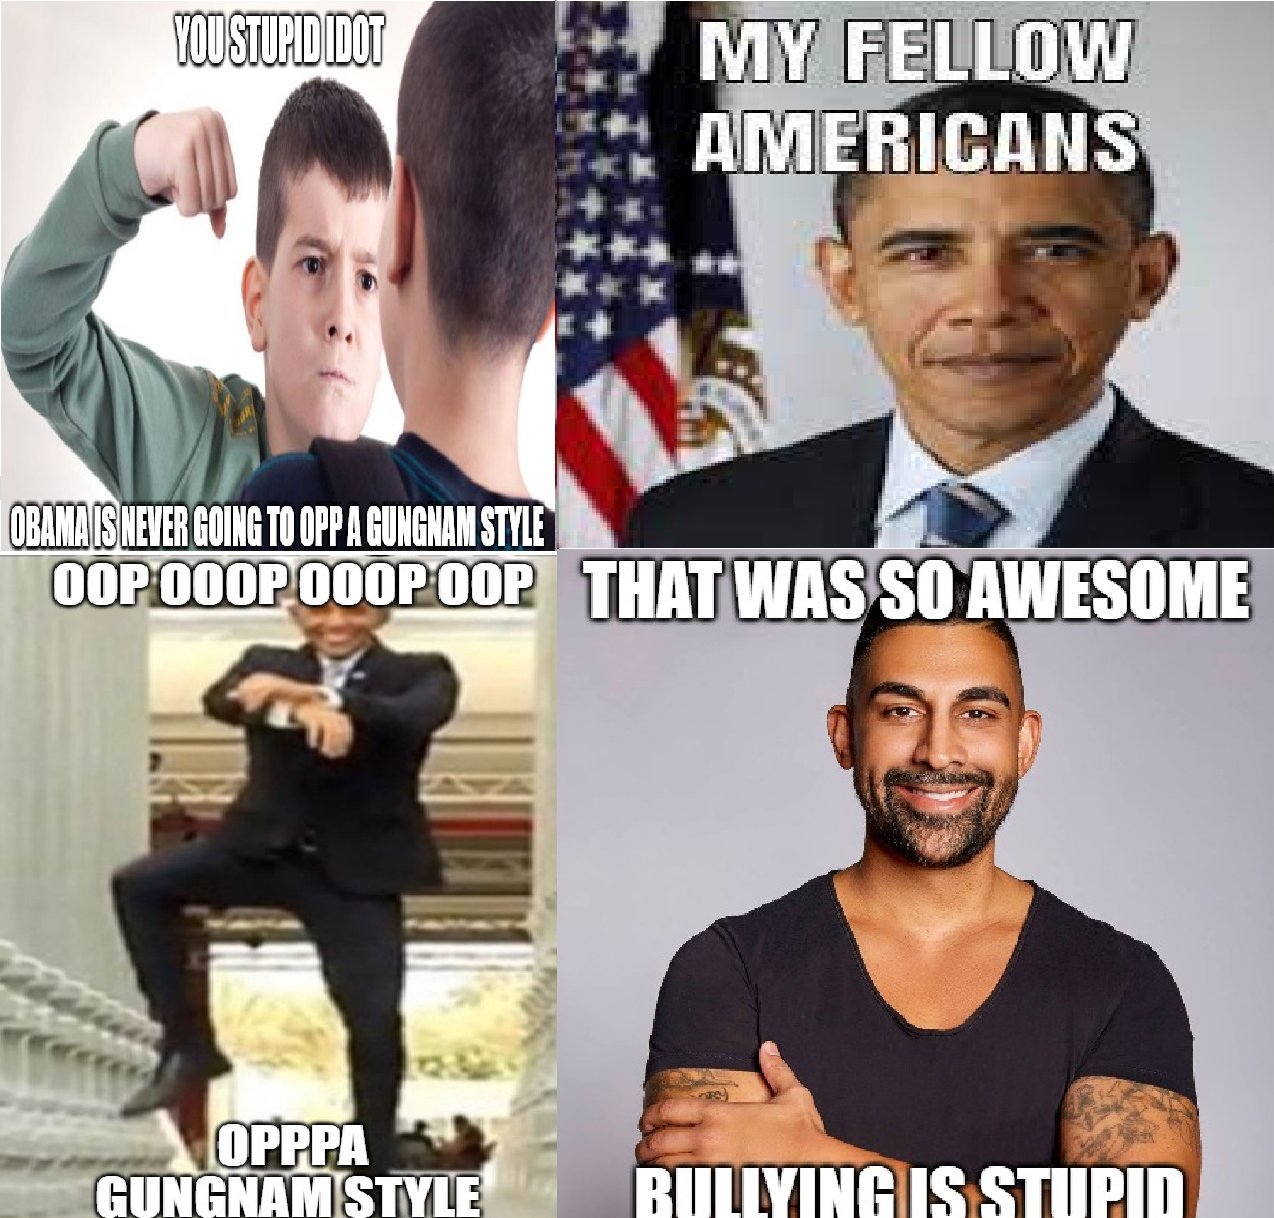 YOU STUPID IDOT
OBAMA IS NEVER GOING TO OPP A GUNGNAM STYLE
MY FELLOW
AMERICANS
OOP OOOP OOOP OOP
OPPPA
GUNGNAM STYLE
THAT WAS SO AWESOME
BULLYING IS STUPID